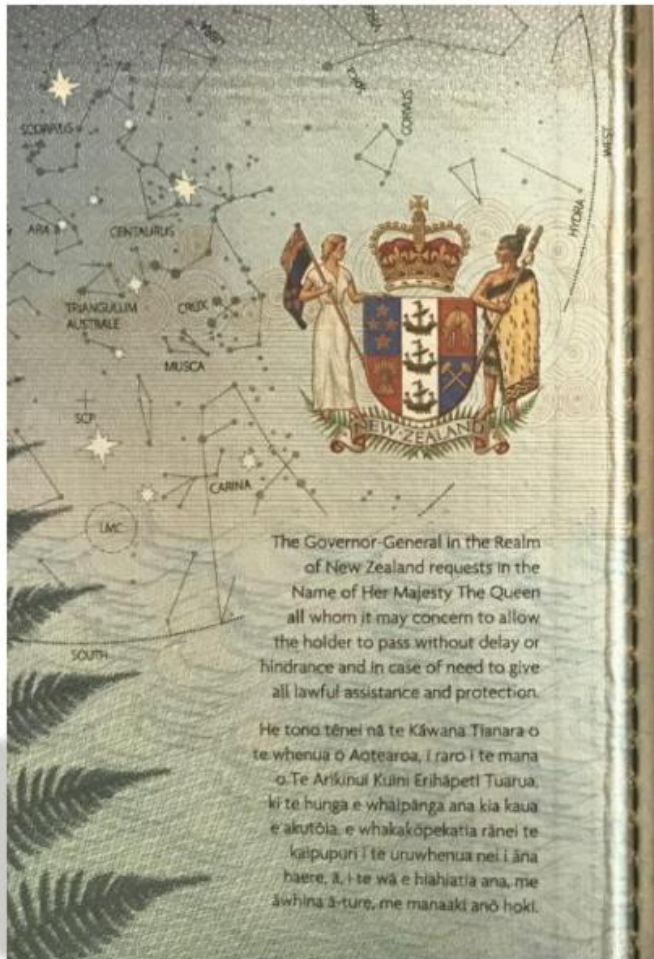 LIBRA
SPICA
SCORPIUS
CORVUS
WEST
HYDRA
ARA
CENTAURUS
TRIANGULUM
AUSTRALE
CRUX
MUSCA
SCP
NEW·ZEALAND
CARINA
LMC
SOUTH
The Governor-General in the Realm
of New Zealand requests in the
Name of Her Majesty The Queen
all whom it may concern to allow
the holder to pass without delay or
hindrance and in case of need to give
all lawful assistance and protection.
He tono tēnei nā te Kāwana Tianara o
te whenua o Aotearoa, i raro i te mana
o Te Arikinui Kuini Erihāpeti Tuarua,
ki te hunga e whaipānga ana kia kaua
e akutōia, e whakakōpekatia rānei te
kaipupuri i te uruwhenua nei i āna
haere, ā, i te wā e hiahiatia ana, me
āwhina ā-ture, me manaaki anō hoki.